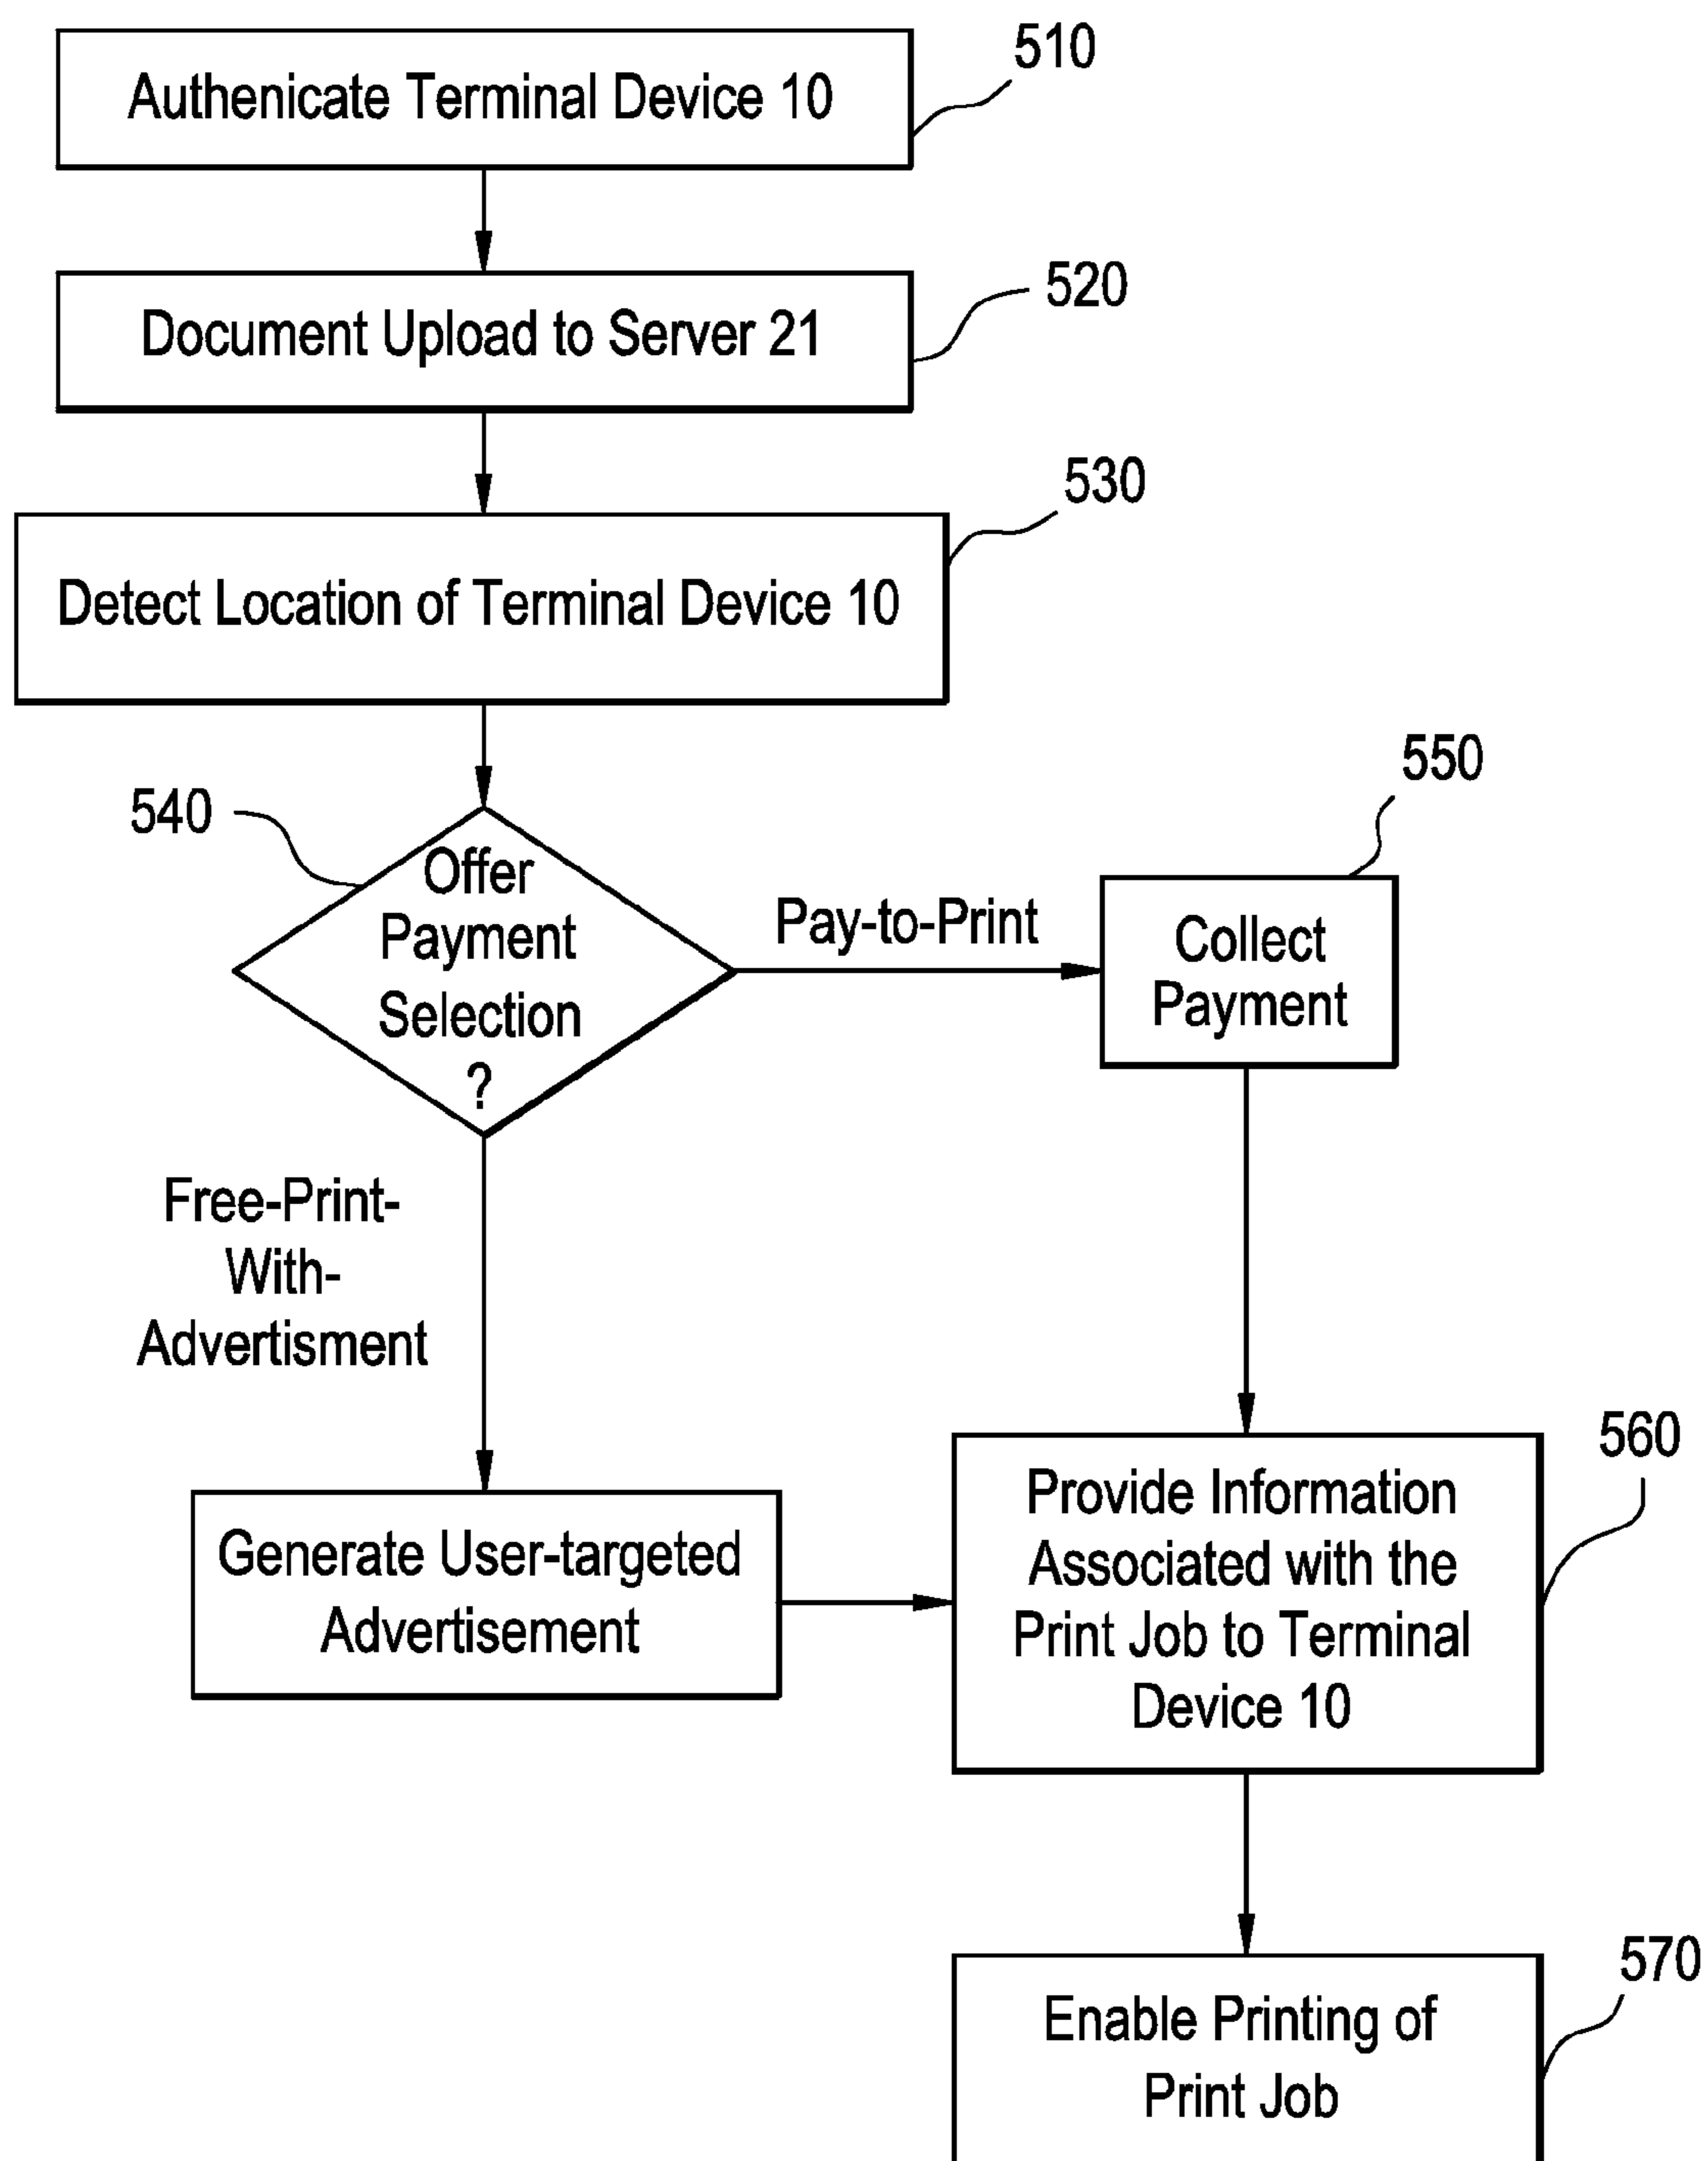 Authenicate Terminal Device 10
510
Document Upload to Server 21
520
Detect Location of Terminal Device 10
530
540
Offer
Payment
Selection
?
Pay-to-Print
550
Collect
Payment
Free-Print-
With-
Advertisment
Generate User-targeted
Advertisement
560
Provide Information
Associated with the
Print Job to Terminal
Device 10
570
Enable Printing of
Print Job